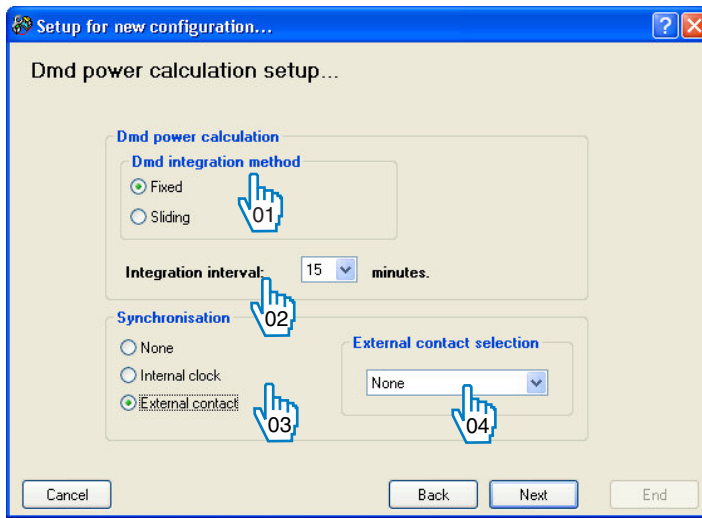 Setup for new configuration...
Dmd power calculation setup...
Dmd power calculation
Dmd integration method
Fixed
01
Sliding
Integration interval: 15 minutes.
02
Synchronisation
None
Internal clock
External contact
03
External contact selection
None
04
Cancel Back Next End